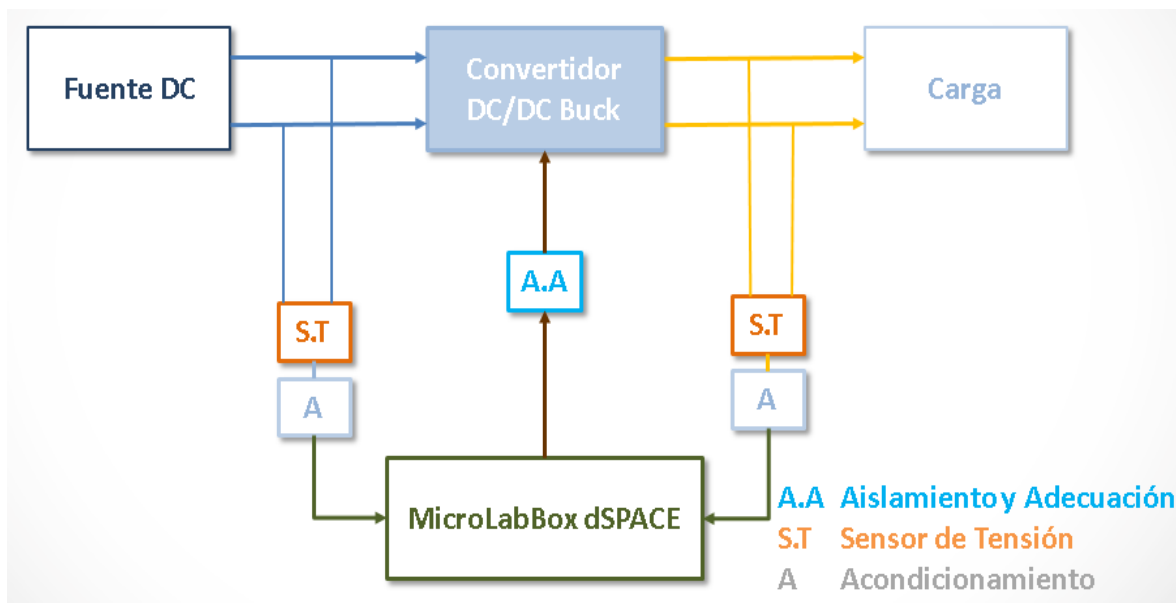 Fuente DC
Convertidor
DC/DC Buck
Carga
A.A
S.T
S.T
A
A
MicroLabBox dSPACE
A.A Aislamiento y Adecuación
S.T Sensor de Tensión
A Acondicionamiento